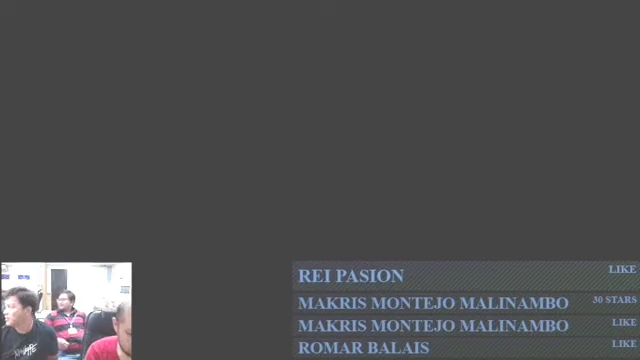 REI PASION LIKE
MAKRIS MONTEJO MALINAMBO 30 STARS
MAKRIS MONTEJO MALINAMBO LIKE
ROMAR BALAIS LIKE